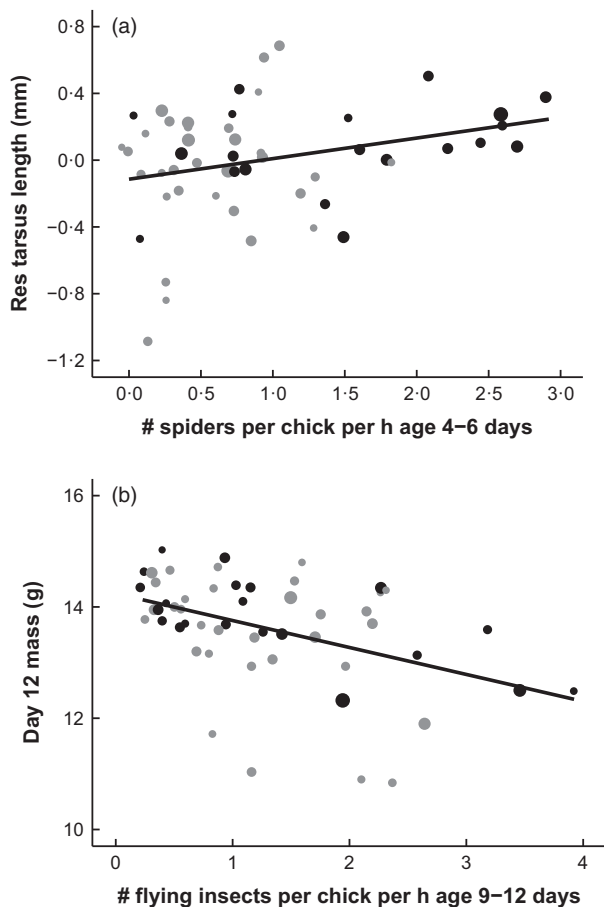 (a)
0·8
0·4
0·0
−0·4
−0·8
−1·2
Res tarsus length (mm)
0·0 0·5 1·0 1·5 2·0 2·5 3·0
# spiders per chick per h age 4−6 days
(b)
16
14
12
10
Day 12 mass (g)
0 1 2 3 4
# flying insects per chick per h age 9−12 days